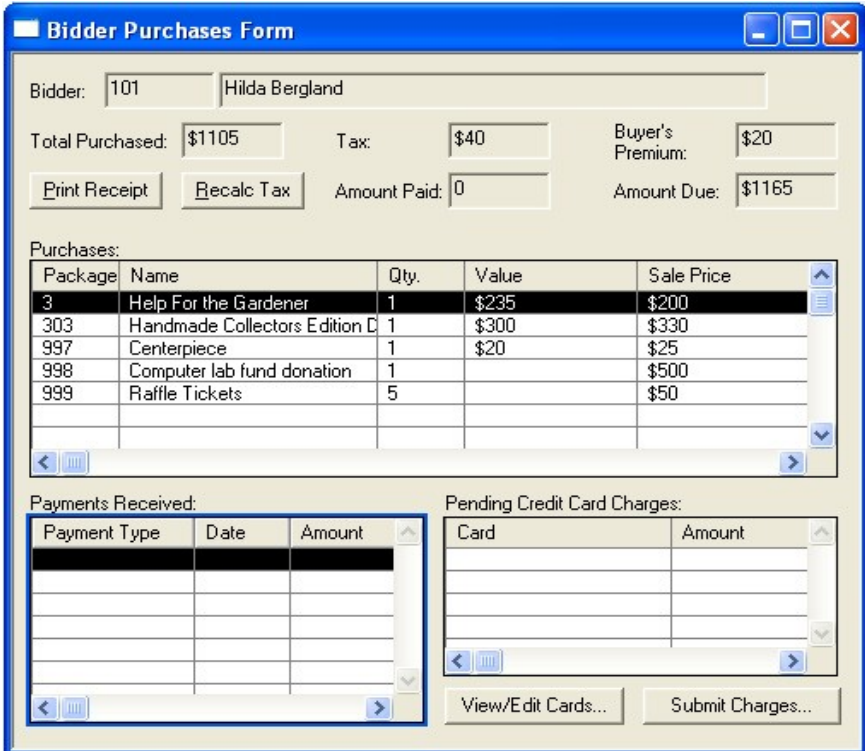 Bidder Purchases Form
Bidder: 101 Hilda Bergland
Total Purchased: $1105 Tax: $40 Buyer's Premium: $20
Print Receipt Recalc Tax Amount Paid: 0 Amount Due: $1165
Purchases:
Package Name Qty. Value Sale Price
3 Help For the Gardener 1 $235 $200
303 Handmade Collectors Edition D 1 $300 $330
997 Centerpiece 1 $20 $25
998 Computer lab fund donation 1 $500
999 Raffle Tickets 5 $50
Payments Received: Pending Credit Card Charges:
Payment Type Date Amount Card Amount
View/Edit Cards... Submit Charges...